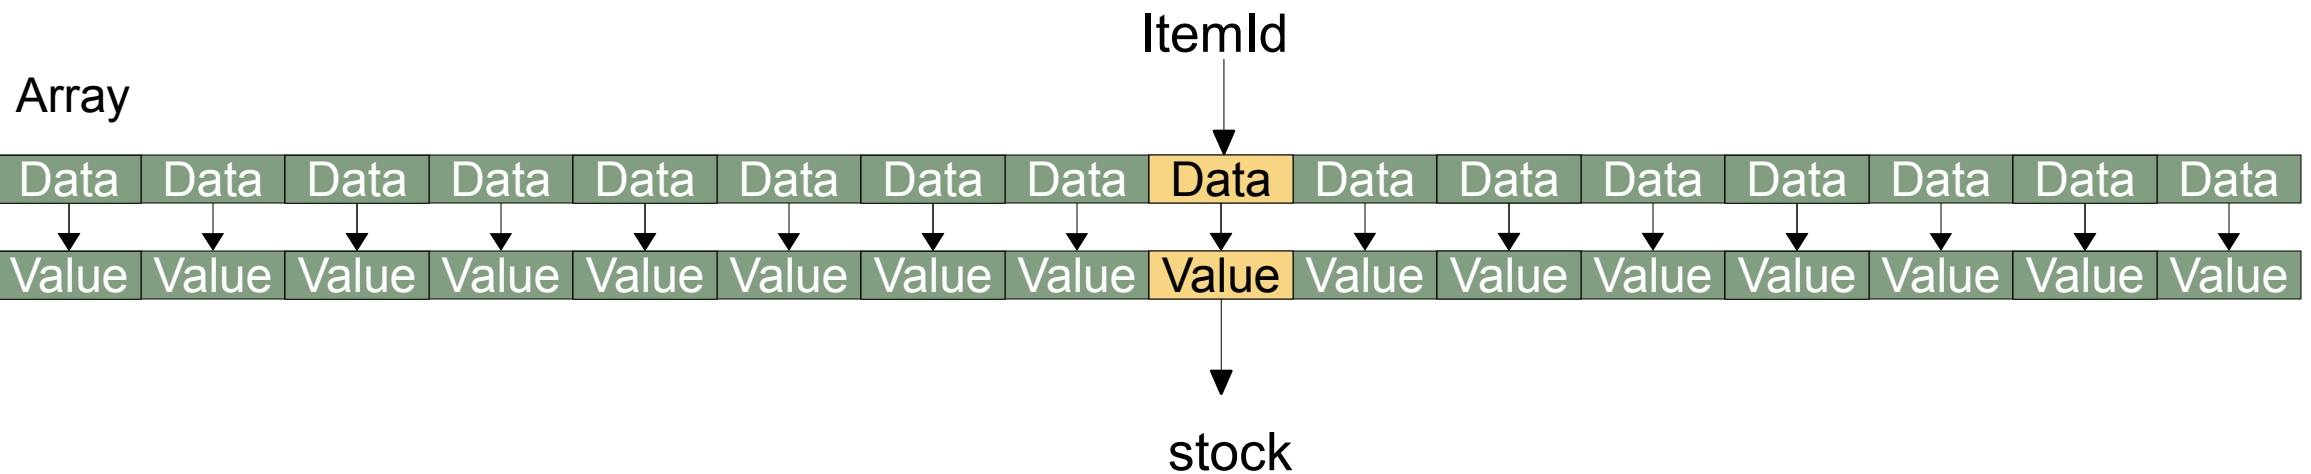 ItemId
Array
Data Data Data Data Data Data Data Data Data Data Data Data Data Data Data Data
Value Value Value Value Value Value Value Value Value Value Value Value Value Value Value Value
stock